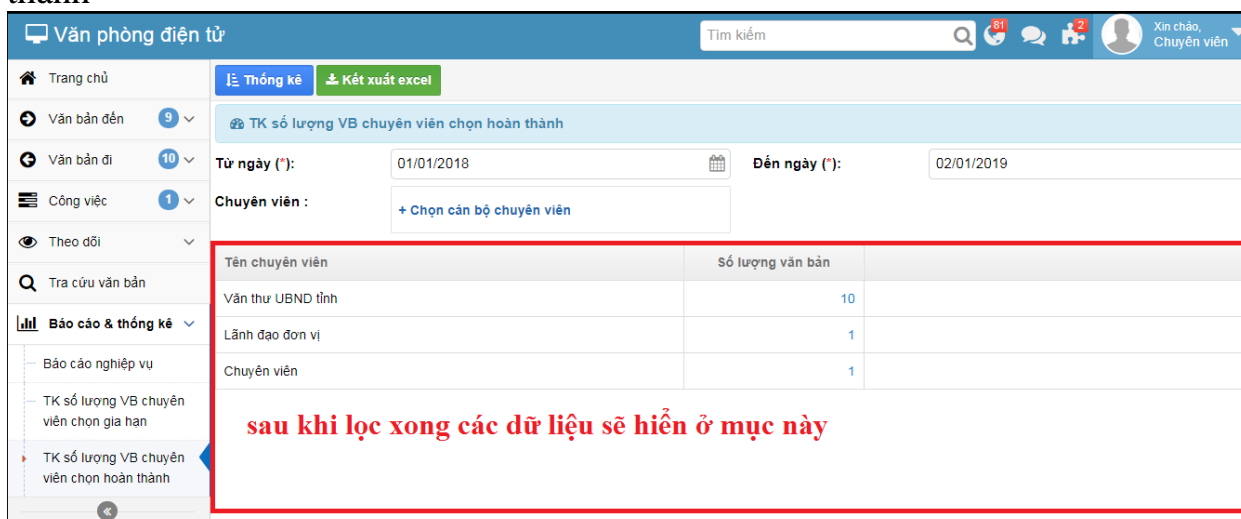 thành
Văn phòng điện tử
Tìm kiếm
81
2
Xin chào,
Chuyên viên
Trang chủ
Văn bản đến 9
Văn bản đi 10
Công việc 1
Theo dõi
Tra cứu văn bản
Báo cáo & thống kê
Báo cáo nghiệp vụ
TK số lượng VB chuyên
viên chọn gia hạn
TK số lượng VB chuyên
viên chọn hoàn thành
Thống kê
Kết xuất excel
TK số lượng VB chuyên viên chọn hoàn thành
Từ ngày (*): 01/01/2018 Đến ngày (*): 02/01/2019
Chuyên viên : + Chọn cán bộ chuyên viên
Tên chuyên viên Số lượng văn bản
Văn thư UBND tỉnh 10
Lãnh đạo đơn vị 1
Chuyên viên 1
sau khi lọc xong các dữ liệu sẽ hiển ở mục này